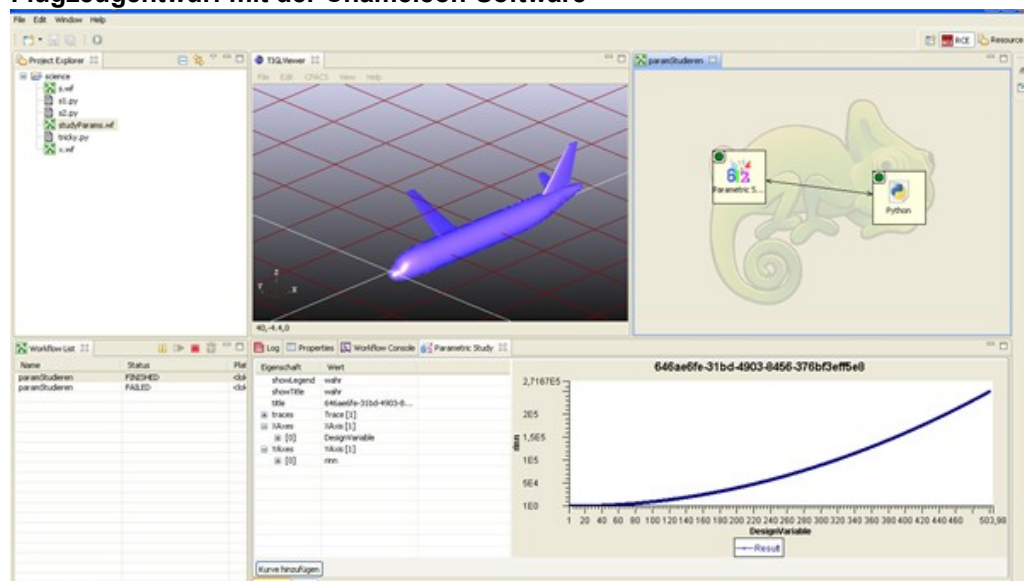 Flugzeugentwurf mit der Chameleon-Software
File Edit Window Help
RCE Resource
Project Explorer
science
s.wf
s1.py
s2.py
studyParams.wf
tricky.py
x.wf
TIGLViewer
File Edit CPACS View Help
Z
Y
X
40,-4.4,0
paramStudieren
Parametric S...
Python
Workflow List
Name Status Plat
paramStudieren FINISHED
paramStudieren FAILED
Log Properties Workflow Console Parametric Study
Eigenschaft Wert
showLegend wahr
showTitle wahr
title 646ae6fe-31bd-4903-8...
traces Trace [1]
XAxes XAxis [1]
[0] DesignVariable
YAxes YAxis [1]
[0] rinn
Kurve hinzufügen
646ae6fe-31bd-4903-8456-376bf3eff5e8
2,7167E5
2E5
1,5E5
1E5
5E4
1E0
rinn
1 20 40 60 80 100 120 140 160 180 200 220 240 260 280 300 320 340 360 380 400 420 440 460 503,98
DesignVariable
Result